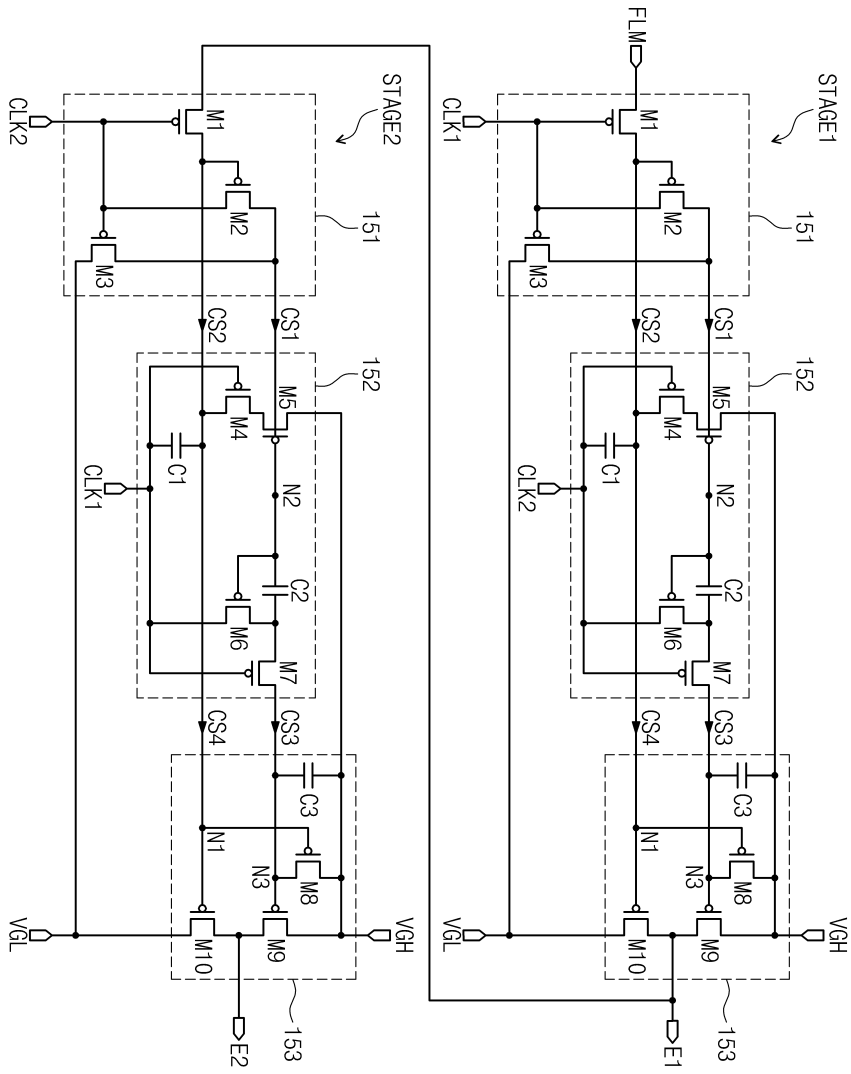 STAGE1
FLM
CLK1
M1
M2
M3
151
CS1
CS2
152
M5
M4
C1
CLK2
N2
C2
M6
M7
CS3
CS4
C3
N1
M8
N3
M9
M10
VGH
VGL
153
E1
STAGE2
CLK2
M1
M2
M3
151
CS1
CS2
152
M5
M4
C1
CLK1
N2
C2
M6
M7
CS3
CS4
C3
N1
M8
N3
M9
M10
VGH
VGL
153
E2